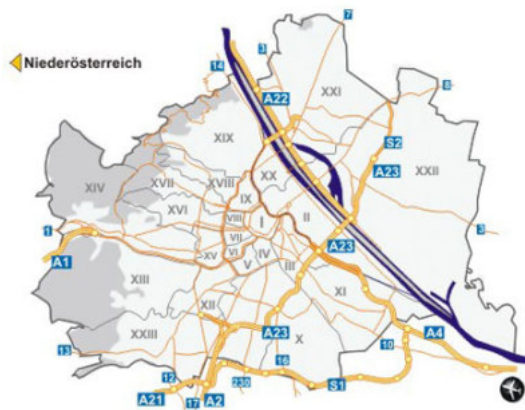 7
3
14
Niederösterreich
8
A22
XXI
S2
XIX
A23
XXII
XX
XIV
XVII
XVIII
IX
XVI
VIII
I
II
1
VII
A23
3
XV
VI
IV
A1
V
III
XIII
XI
XII
A23
A4
XXIII
X
10
13
16
12
230
S1
A21
17
A2